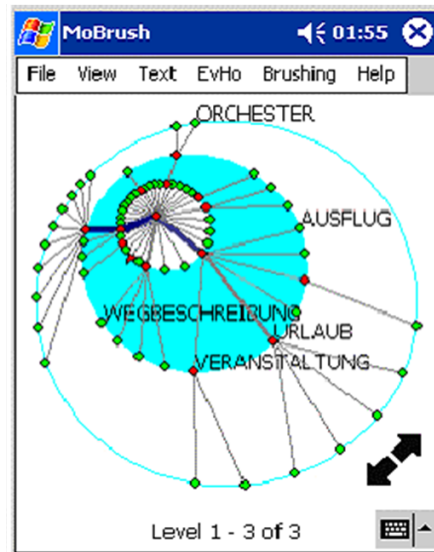 MoBrush 01:55
File View Text EvHo Brushing Help
ORCHESTER
AUSFLUG
WEGBESCHREIBUNG
URLAUB
VERANSTALTUNG
Level 1 - 3 of 3